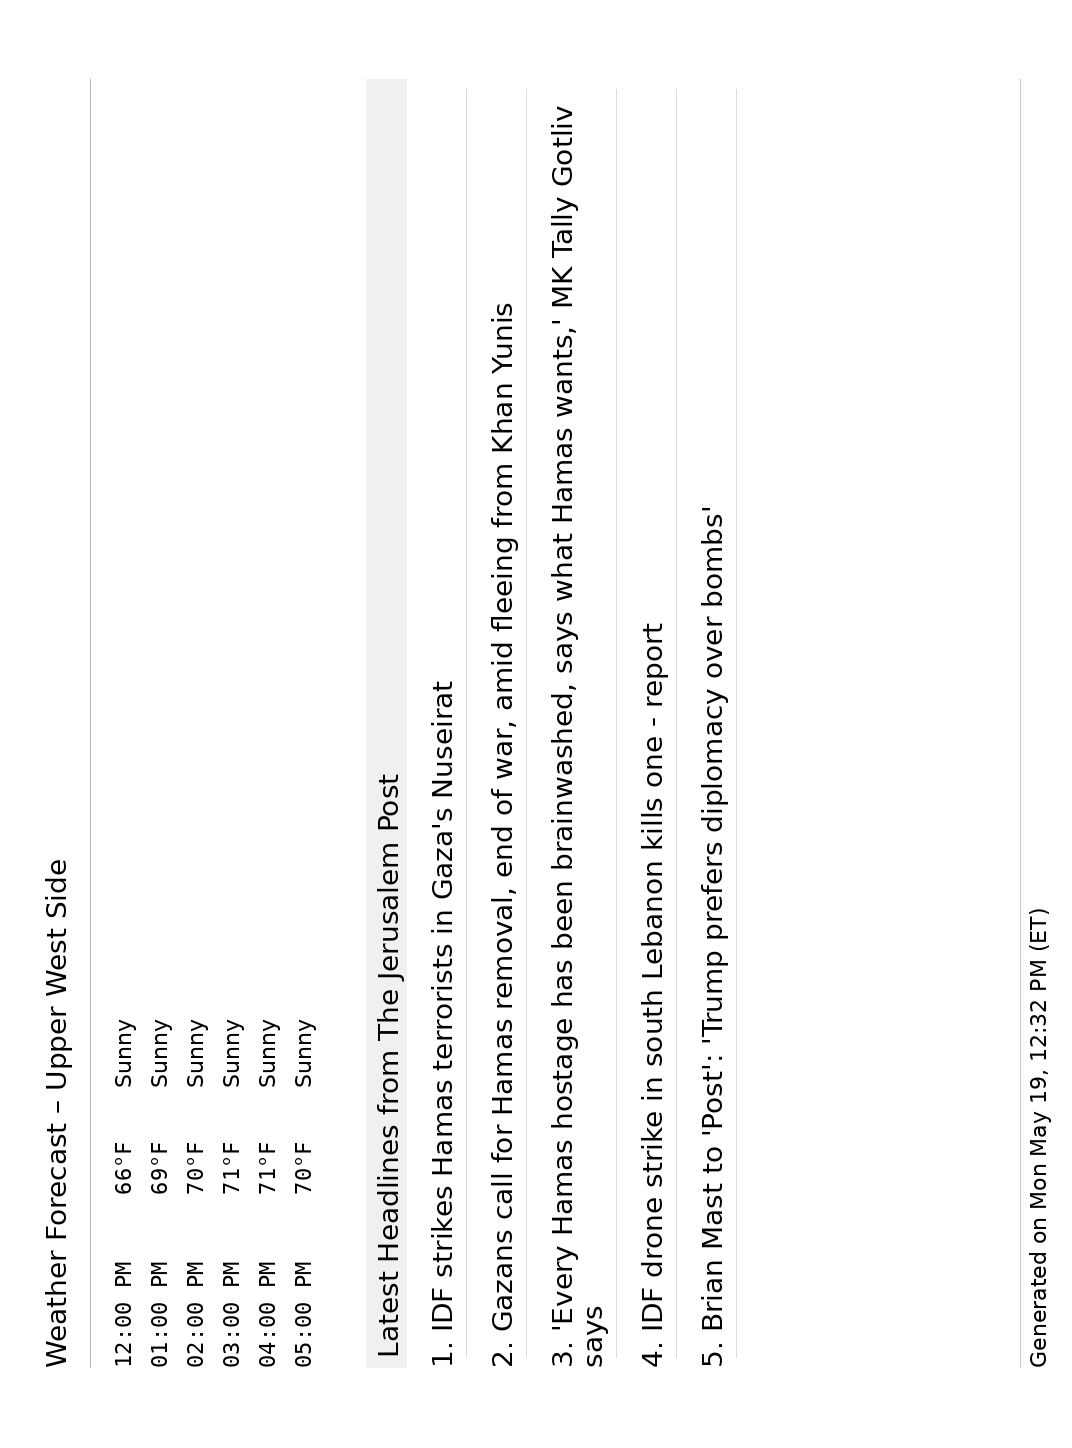 Weather Forecast – Upper West Side
12:00 PM 66°F Sunny
01:00 PM 69°F Sunny
02:00 PM 70°F Sunny
03:00 PM 71°F Sunny
04:00 PM 71°F Sunny
05:00 PM 70°F Sunny
Latest Headlines from The Jerusalem Post
1. IDF strikes Hamas terrorists in Gaza's Nuseirat
2. Gazans call for Hamas removal, end of war, amid fleeing from Khan Yunis
3. 'Every Hamas hostage has been brainwashed, says what Hamas wants,' MK Tally Gotliv
says
4. IDF drone strike in south Lebanon kills one - report
5. Brian Mast to 'Post': 'Trump prefers diplomacy over bombs'
Generated on Mon May 19, 12:32 PM (ET)